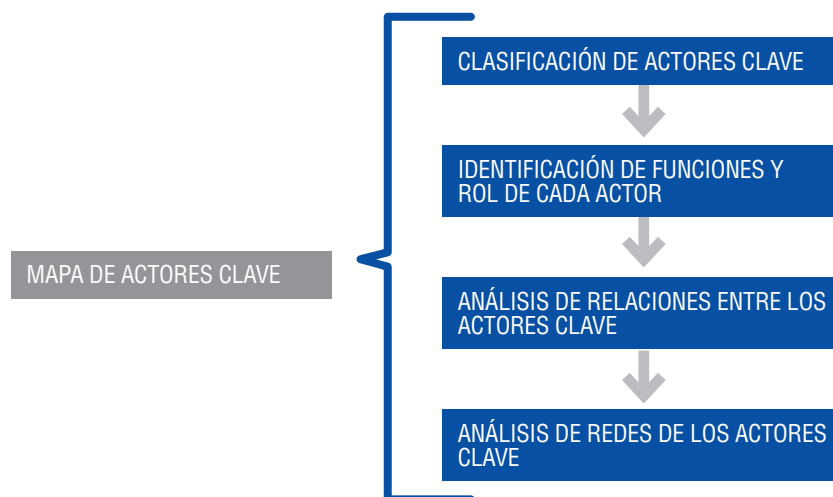 MAPA DE ACTORES CLAVE
CLASIFICACIÓN DE ACTORES CLAVE
IDENTIFICACIÓN DE FUNCIONES Y
ROL DE CADA ACTOR
ANÁLISIS DE RELACIONES ENTRE LOS
ACTORES CLAVE
ANÁLISIS DE REDES DE LOS ACTORES
CLAVE